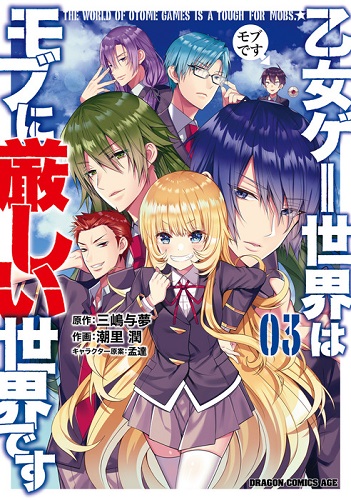 THE WORLD OF OTOME GAMES IS A TOUGH FOR MOBS.★
乙女ゲー世界は
モブに厳しい世界です
モブ
です
原作:三嶋与夢
作画:潮里 潤
キャラクター原案:孟達
03
DRAGON COMICS AGE